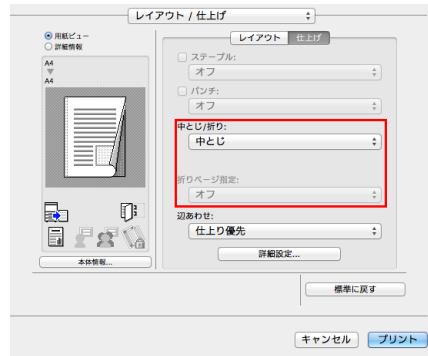 レイアウト / 仕上げ
用紙ビュー
詳細情報
A4
A4
本体情報...
レイアウト 仕上げ
ステープル:
オフ
パンチ:
オフ
中とじ/折り:
中とじ
折りページ指定:
オフ
辺あわせ:
仕上り優先
詳細設定...
標準に戻す
キャンセル プリント